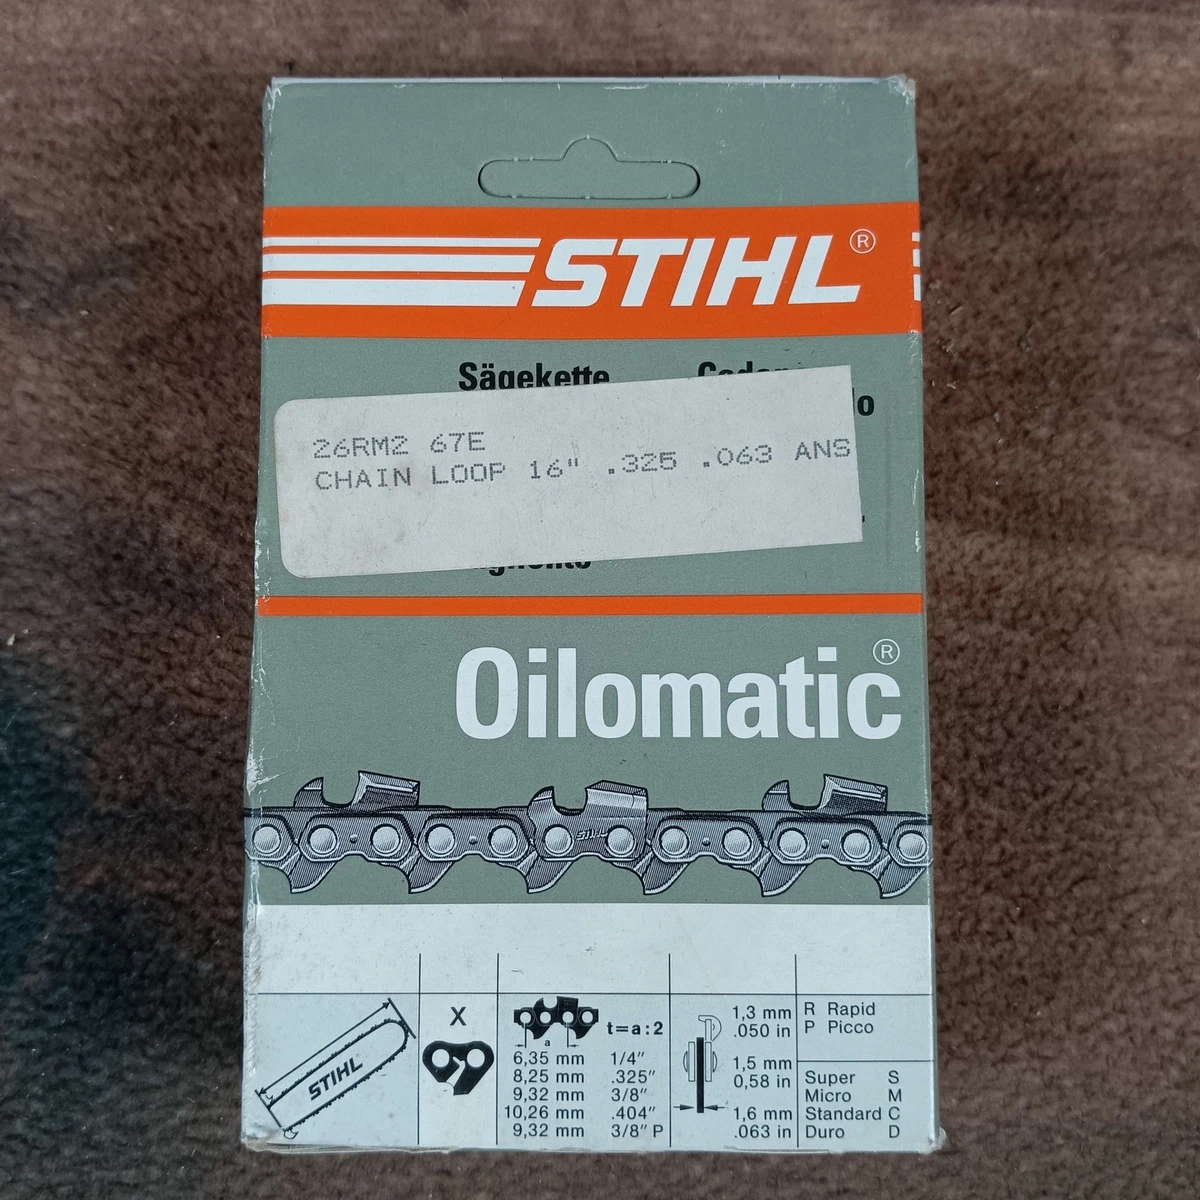 STIHL®
Sägekette
26RM2 67E
CHAIN LOOP 16" .325 .063 ANS
Oilomatic®
STIHL
STIHL
X
t=a:2
a
6,35 mm 1/4"
8,25 mm .325"
9,32 mm 3/8"
10,26 mm .404"
9,32 mm 3/8" P
1,3 mm
.050 in
1,5 mm
0,58 in
1,6 mm
.063 in
R Rapid
P Picco
Super S
Micro M
Standard C
Duro D